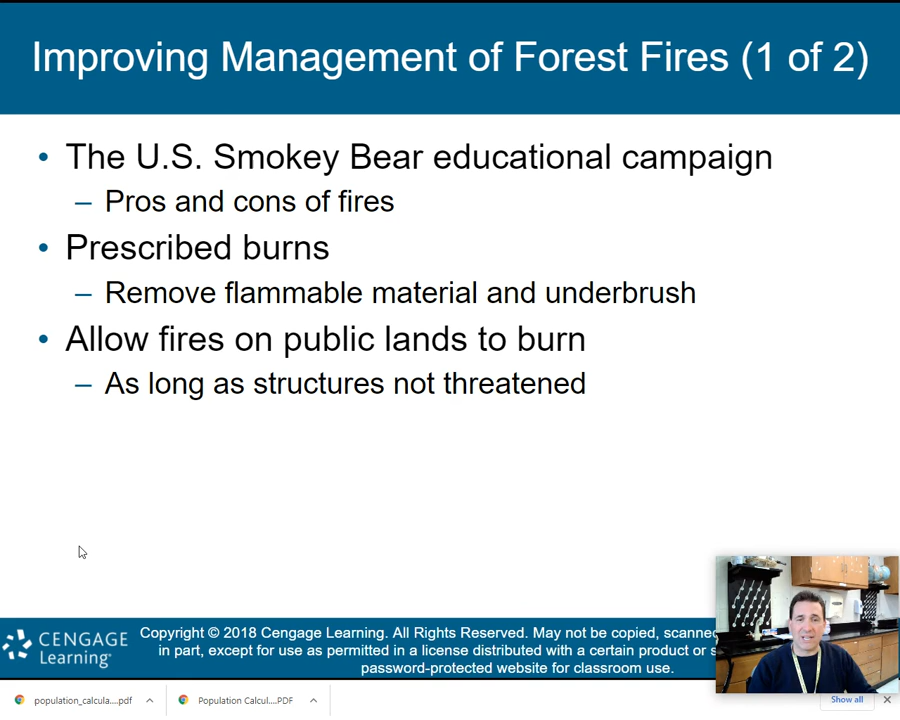 Improving Management of Forest Fires (1 of 2)
• The U.S. Smokey Bear educational campaign
– Pros and cons of fires
• Prescribed burns
– Remove flammable material and underbrush
• Allow fires on public lands to burn
– As long as structures not threatened
CENGAGE
Learning®
Copyright © 2018 Cengage Learning. All Rights Reserved. May not be copied, scanned
in part, except for use as permitted in a license distributed with a certain product or s
password-protected website for classroom use.
population_calcula....pdf
Population Calcul....PDF
Show all